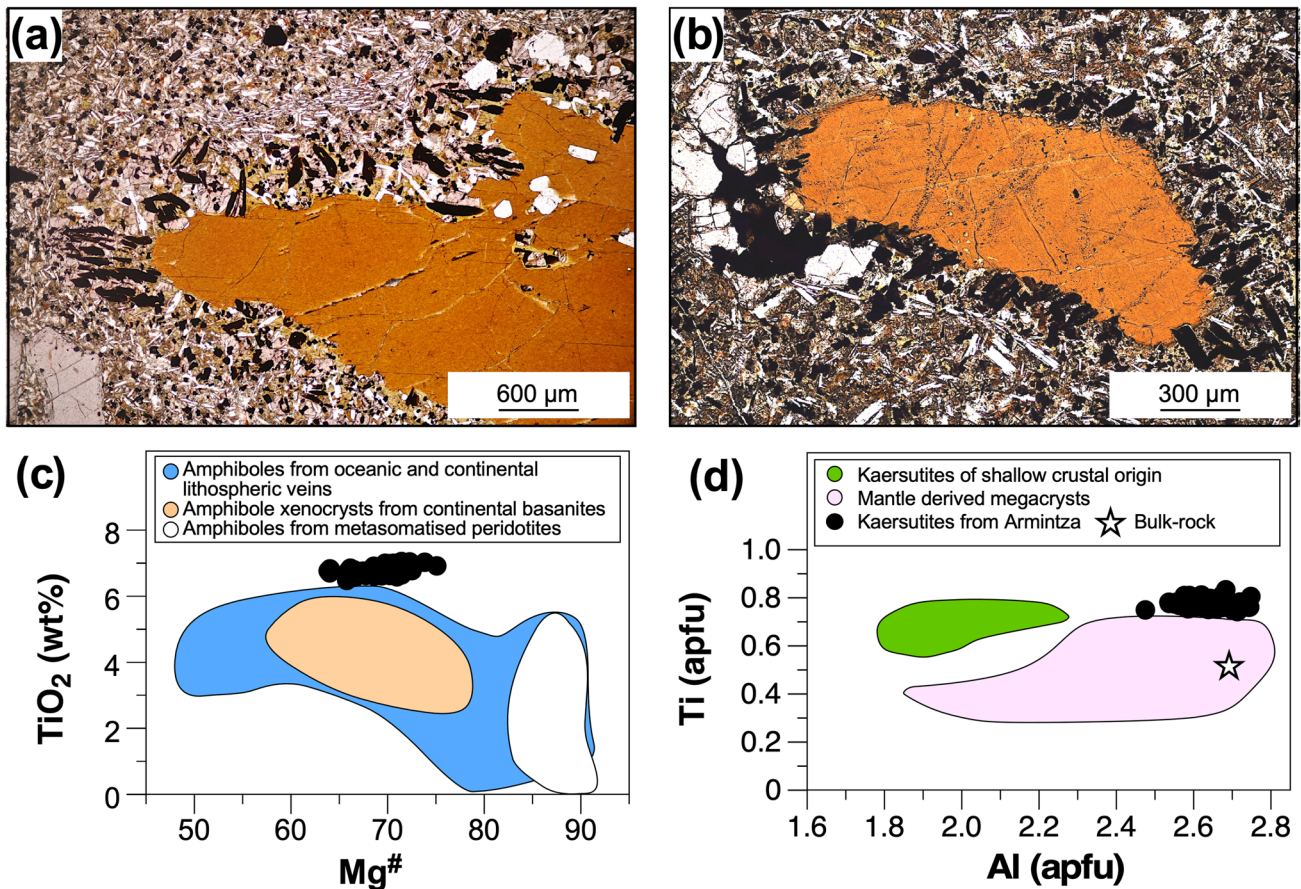 (a)
600 µm
(b)
300 µm
(c)
Amphiboles from oceanic and continental
lithospheric veins
Amphibole xenocrysts from continental basanites
Amphiboles from metasomatised peridotites
TiO2 (wt%)
8
6
4
2
0
50
60
70
80
90
Mg#
(d)
Kaersutites of shallow crustal origin
Mantle derived megacrysts
Kaersutites from Armintza
Bulk-rock
Ti (apfu)
1.0
0.8
0.6
0.4
0.2
0
1.6
1.8
2.0
2.2
2.4
2.6
2.8
Al (apfu)